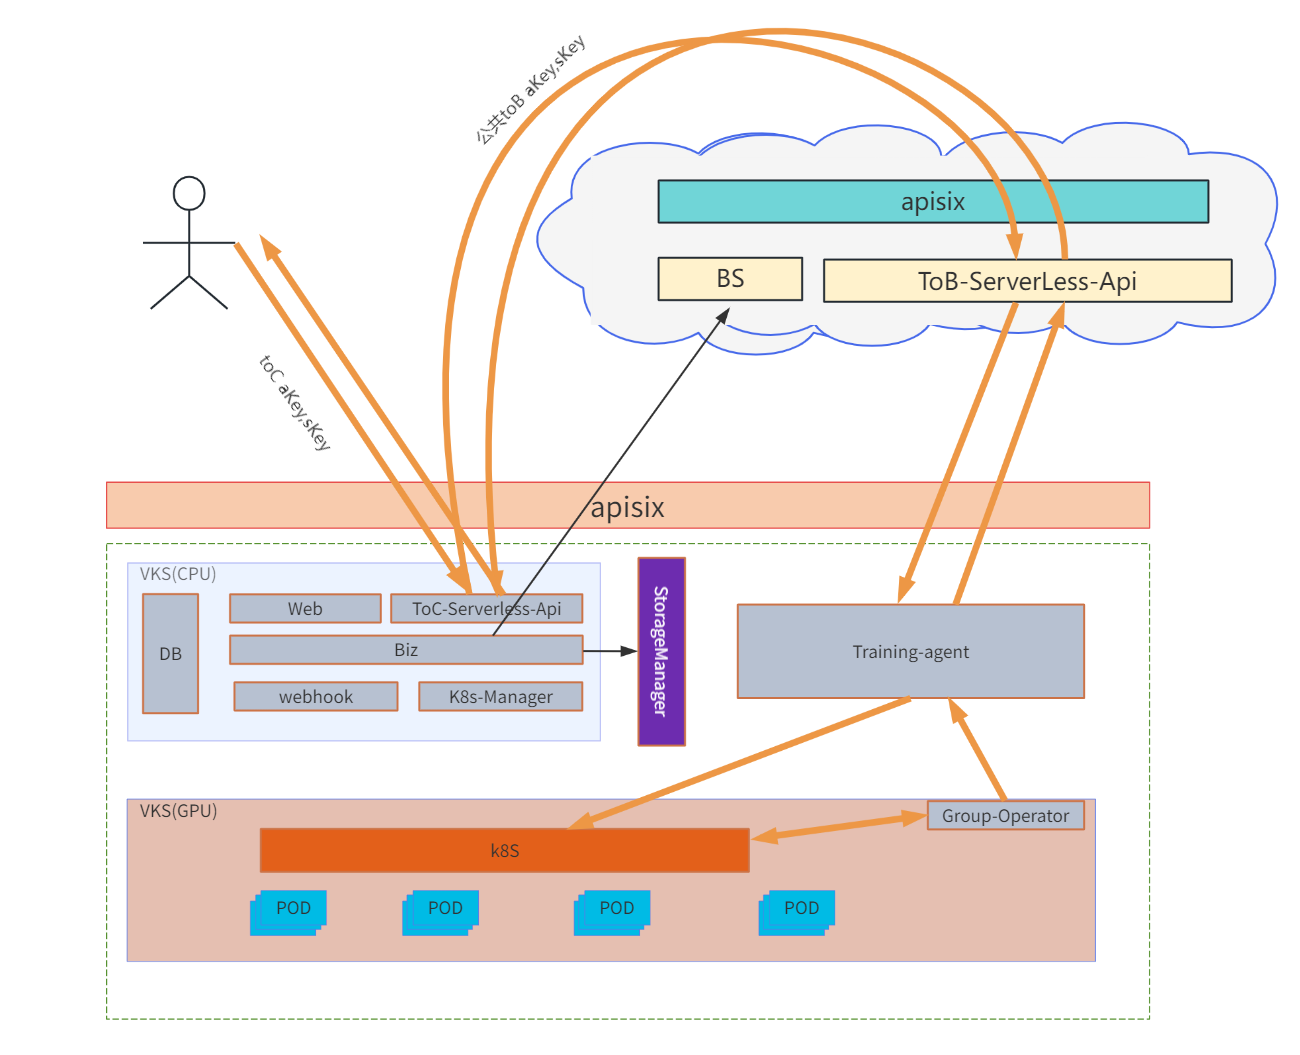 公共toB aKey,sKey
apisix
BS
ToB-ServerLess-Api
toC aKey,sKey
apisix
VKS(CPU)
DB
Web
ToC-Serverless-Api
Biz
webhook
K8s-Manager
StorageManager
Training-agent
VKS(GPU)
Group-Operator
k8S
POD
POD
POD
POD